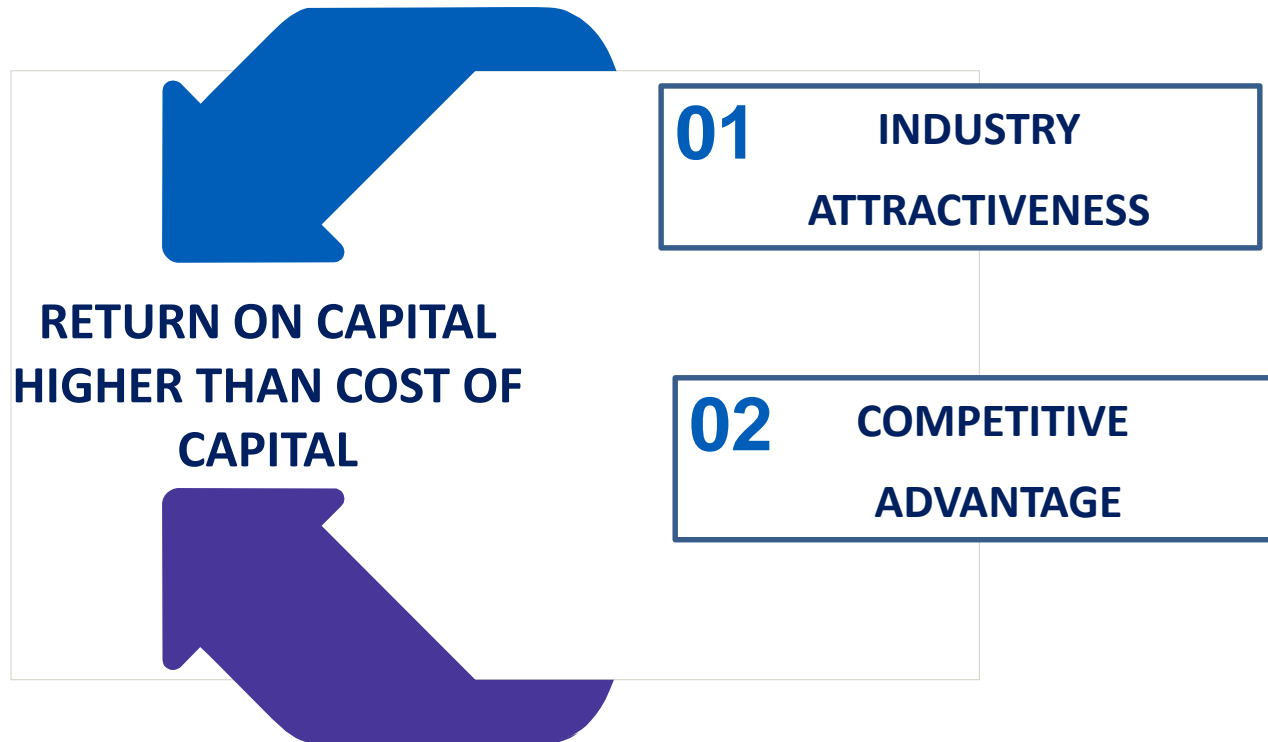 01 INDUSTRY
ATTRACTIVENESS
RETURN ON CAPITAL
HIGHER THAN COST OF
CAPITAL
02 COMPETITIVE
ADVANTAGE